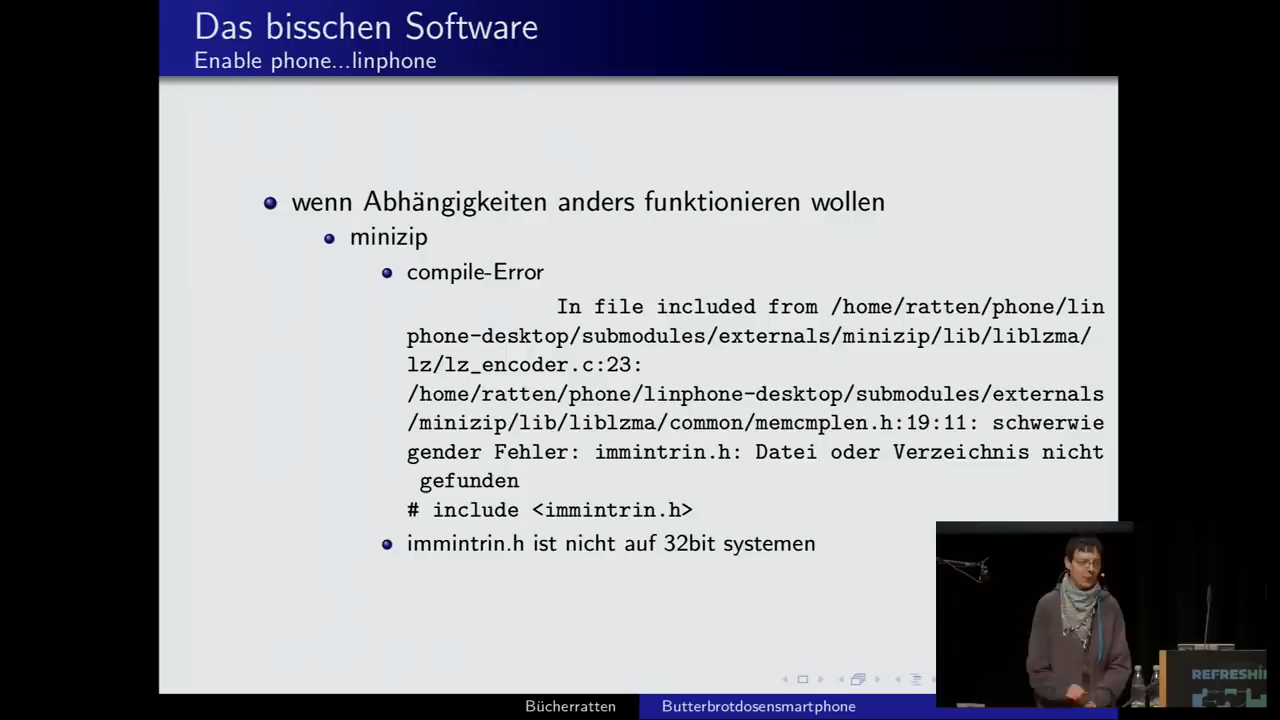 Das bisschen Software
Enable phone...linphone
wenn Abhängigkeiten anders funktionieren wollen
minizip
compile-Error
In file included from /home/ratten/phone/lin
phone-desktop/submodules/externals/minizip/lib/liblzma/
lz/lz_encoder.c:23:
/home/ratten/phone/linphone-desktop/submodules/externals
/minizip/lib/liblzma/common/memcmplen.h:19:11: schwerwie
gender Fehler: immintrin.h: Datei oder Verzeichnis nicht
gefunden
# include <immintrin.h>
immintrin.h ist nicht auf 32bit systemen
Bücherratten
Butterbrotdosensmartphone